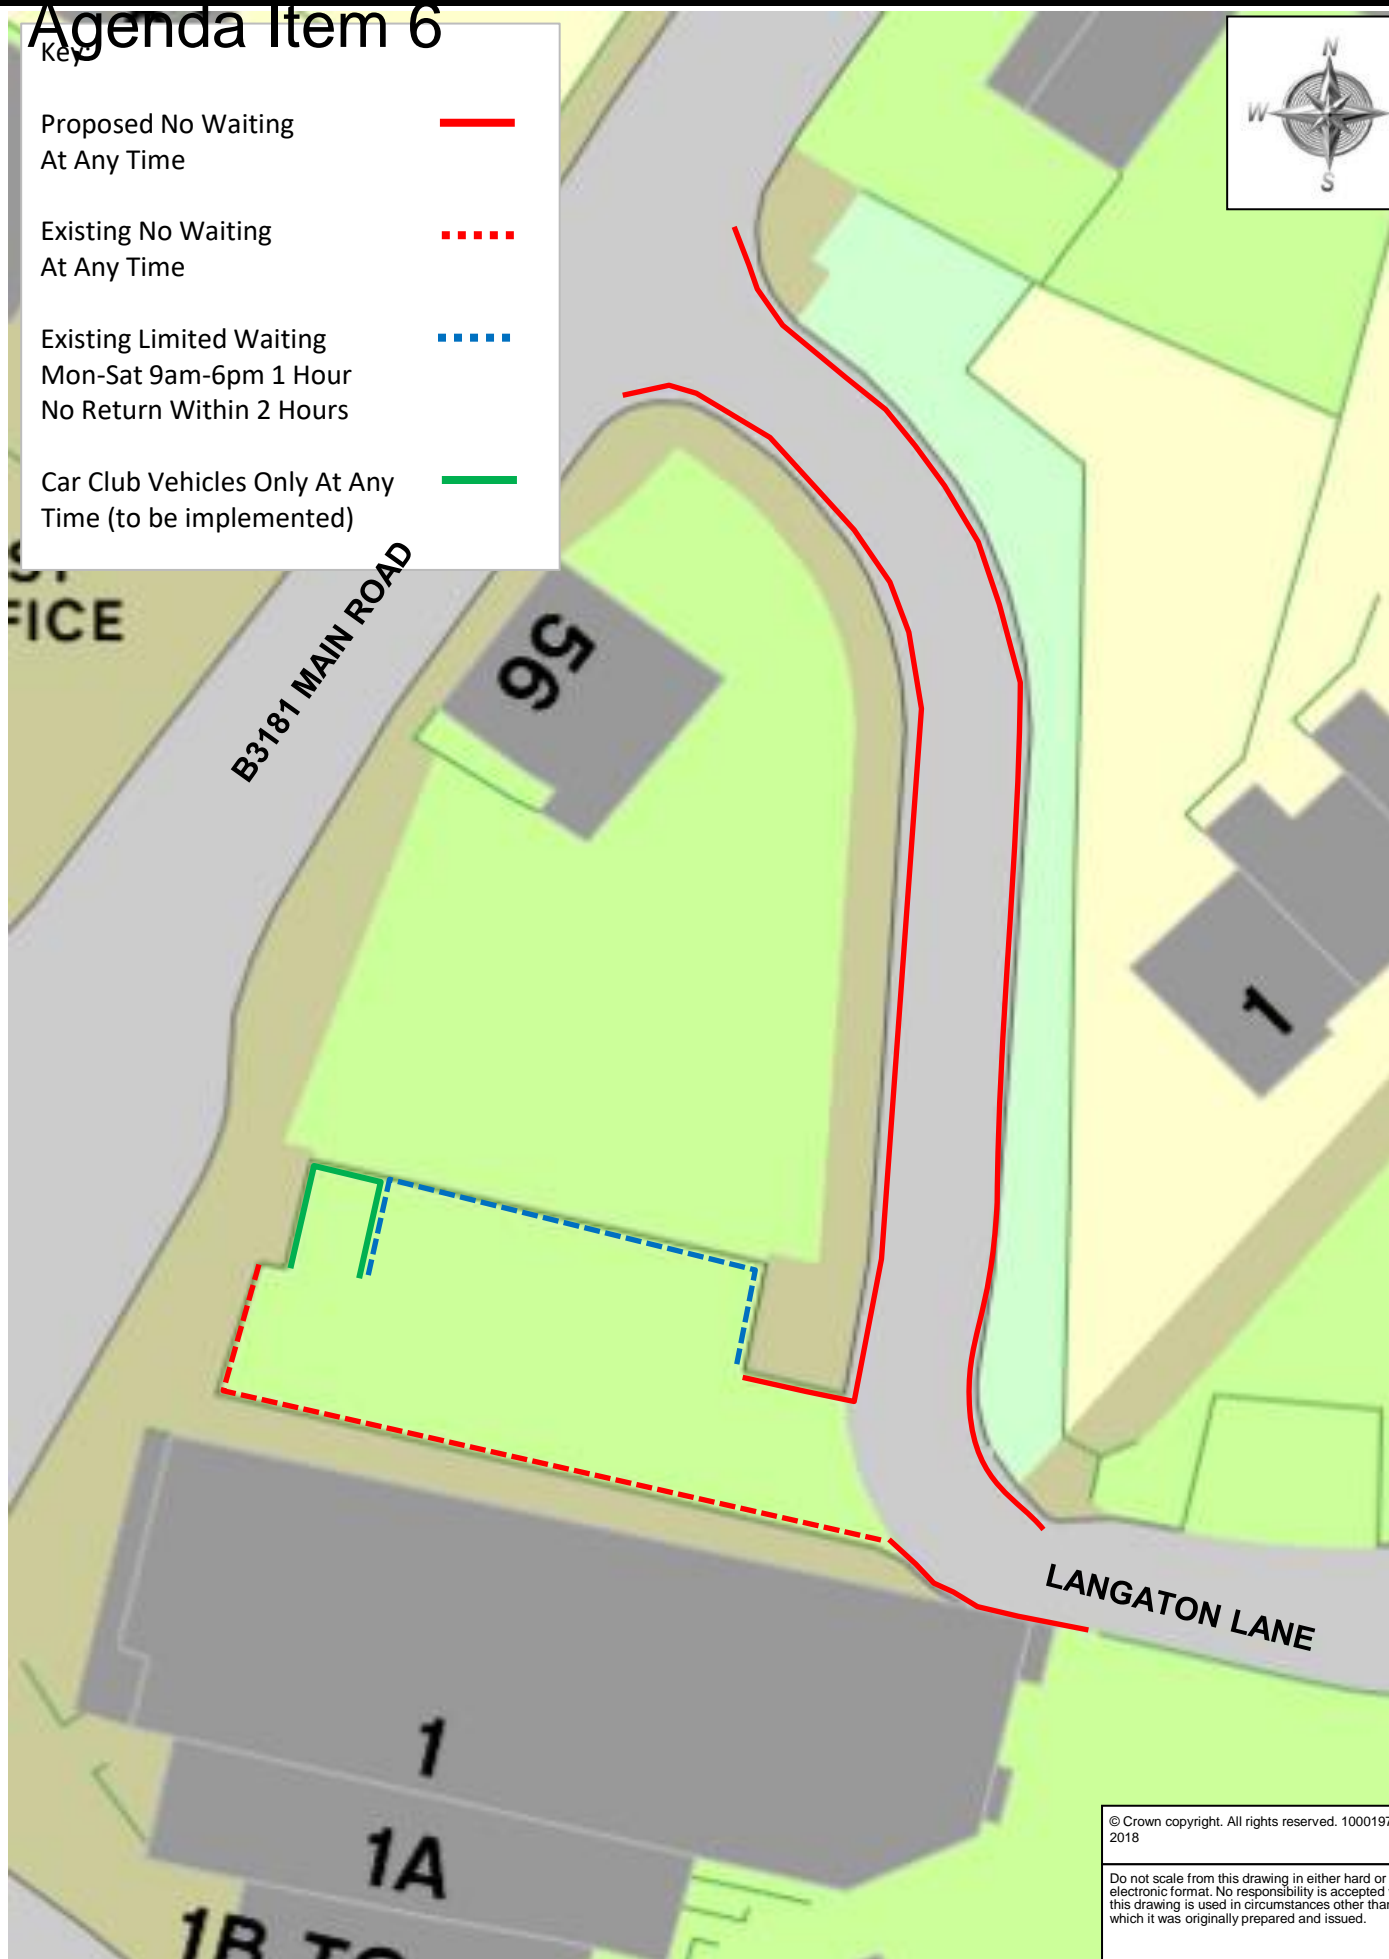 Agenda Item 6
Key:
Proposed No Waiting
At Any Time
Existing No Waiting
At Any Time
Existing Limited Waiting
Mon-Sat 9am-6pm 1 Hour
No Return Within 2 Hours
Car Club Vehicles Only At Any
Time (to be implemented)
N
W
S
FICE
B3181 MAIN ROAD
56
1
LANGATON LANE
1
1A
1B TO
© Crown copyright. All rights reserved. 1000197
2018
Do not scale from this drawing in either hard or
electronic format. No responsibility is accepted
this drawing is used in circumstances other than
which it was originally prepared and issued.